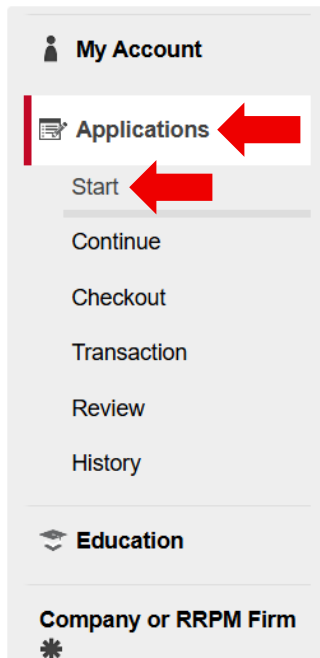 My Account
Applications
Start
Continue
Checkout
Transaction
Review
History
Education
Company or RRPM Firm